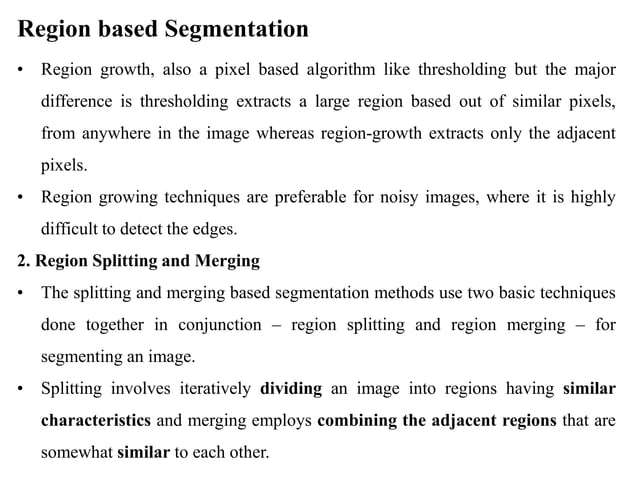 Region based Segmentation
• Region growth, also a pixel based algorithm like thresholding but the major
difference is thresholding extracts a large region based out of similar pixels,
from anywhere in the image whereas region-growth extracts only the adjacent
pixels.
• Region growing techniques are preferable for noisy images, where it is highly
difficult to detect the edges.
2. Region Splitting and Merging
• The splitting and merging based segmentation methods use two basic techniques
done together in conjunction – region splitting and region merging – for
segmenting an image.
• Splitting involves iteratively dividing an image into regions having similar
characteristics and merging employs combining the adjacent regions that are
somewhat similar to each other.